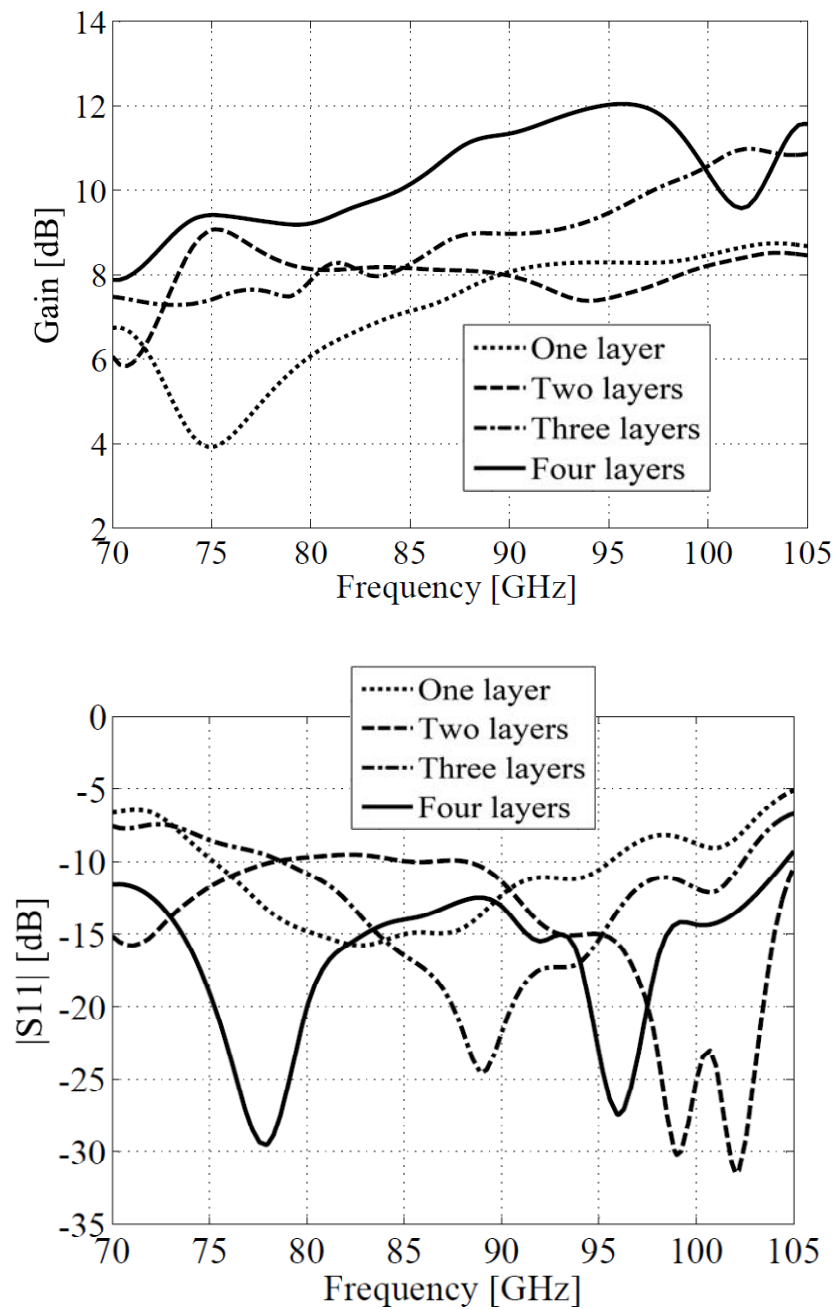 14
12
10
8
6
4
2
Gain [dB]
One layer
Two layers
Three layers
Four layers
70 75 80 85 90 95 100 105
Frequency [GHz]
One layer
Two layers
Three layers
Four layers
0
-5
-10
-15
-20
-25
-30
-35
|S11| [dB]
70 75 80 85 90 95 100 105
Frequency [GHz]